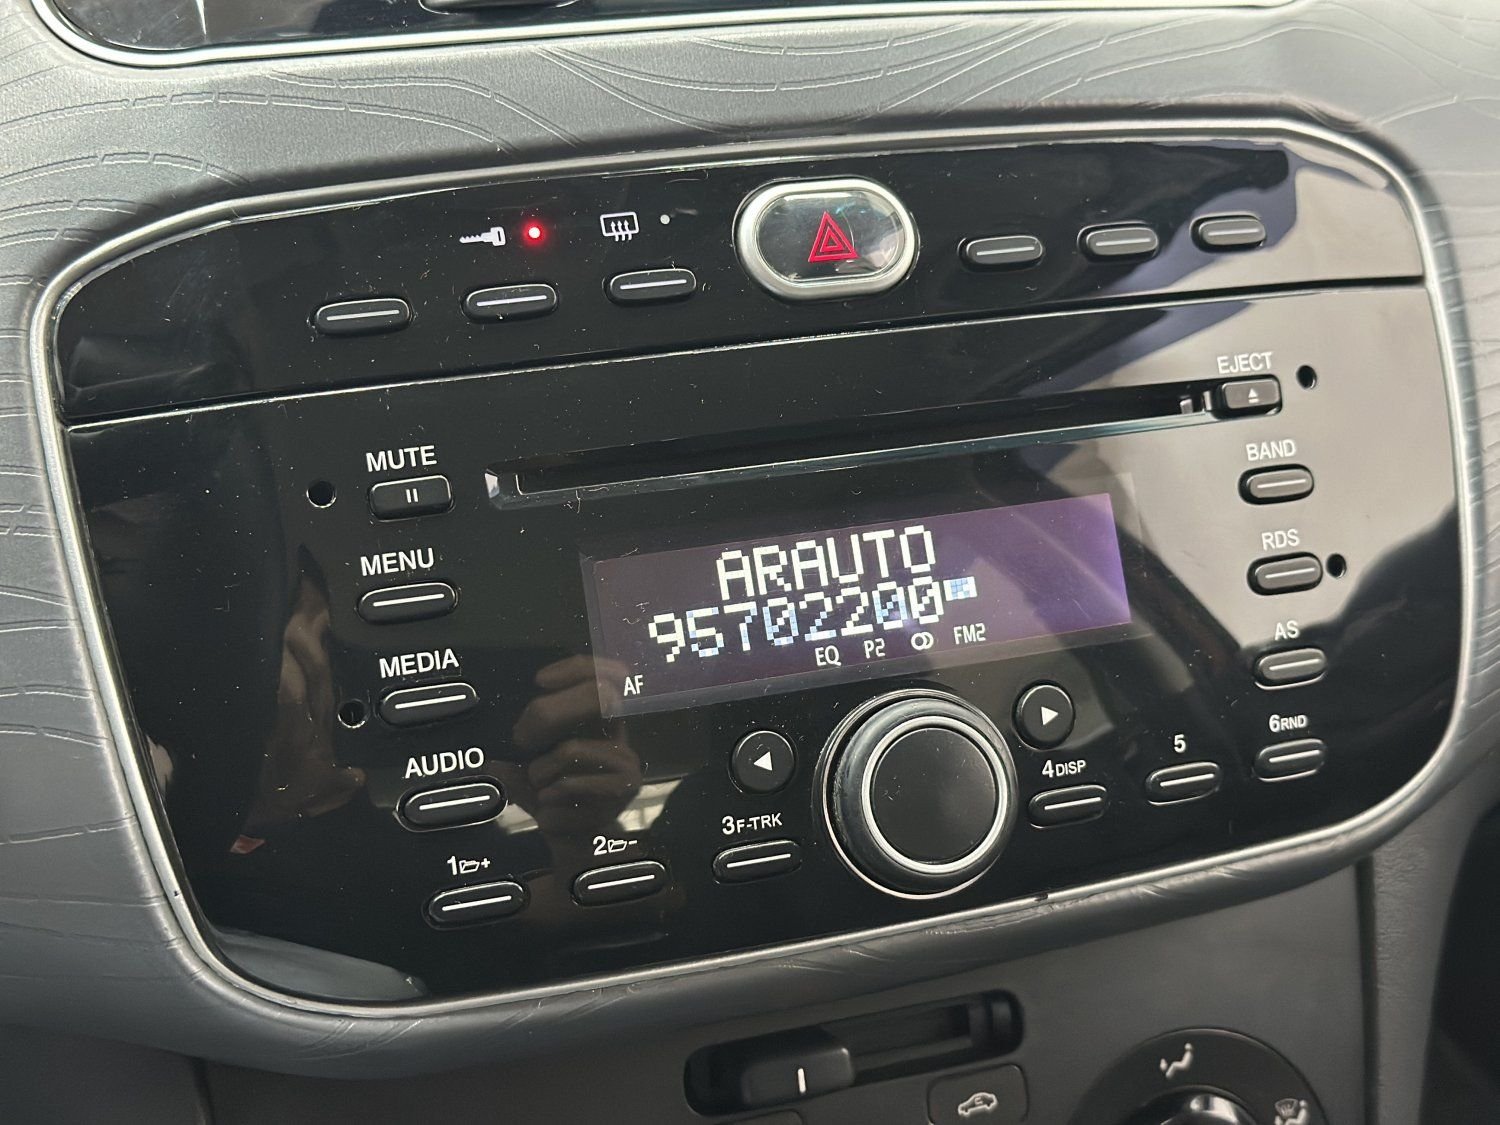 EJECT
MUTE
BAND
ARAUTO
95702200
MENU
RDS
EQ P2 FM2
AF
MEDIA
AS
AUDIO
6RND
5
4DISP
3F-TRK
2-
1+
E